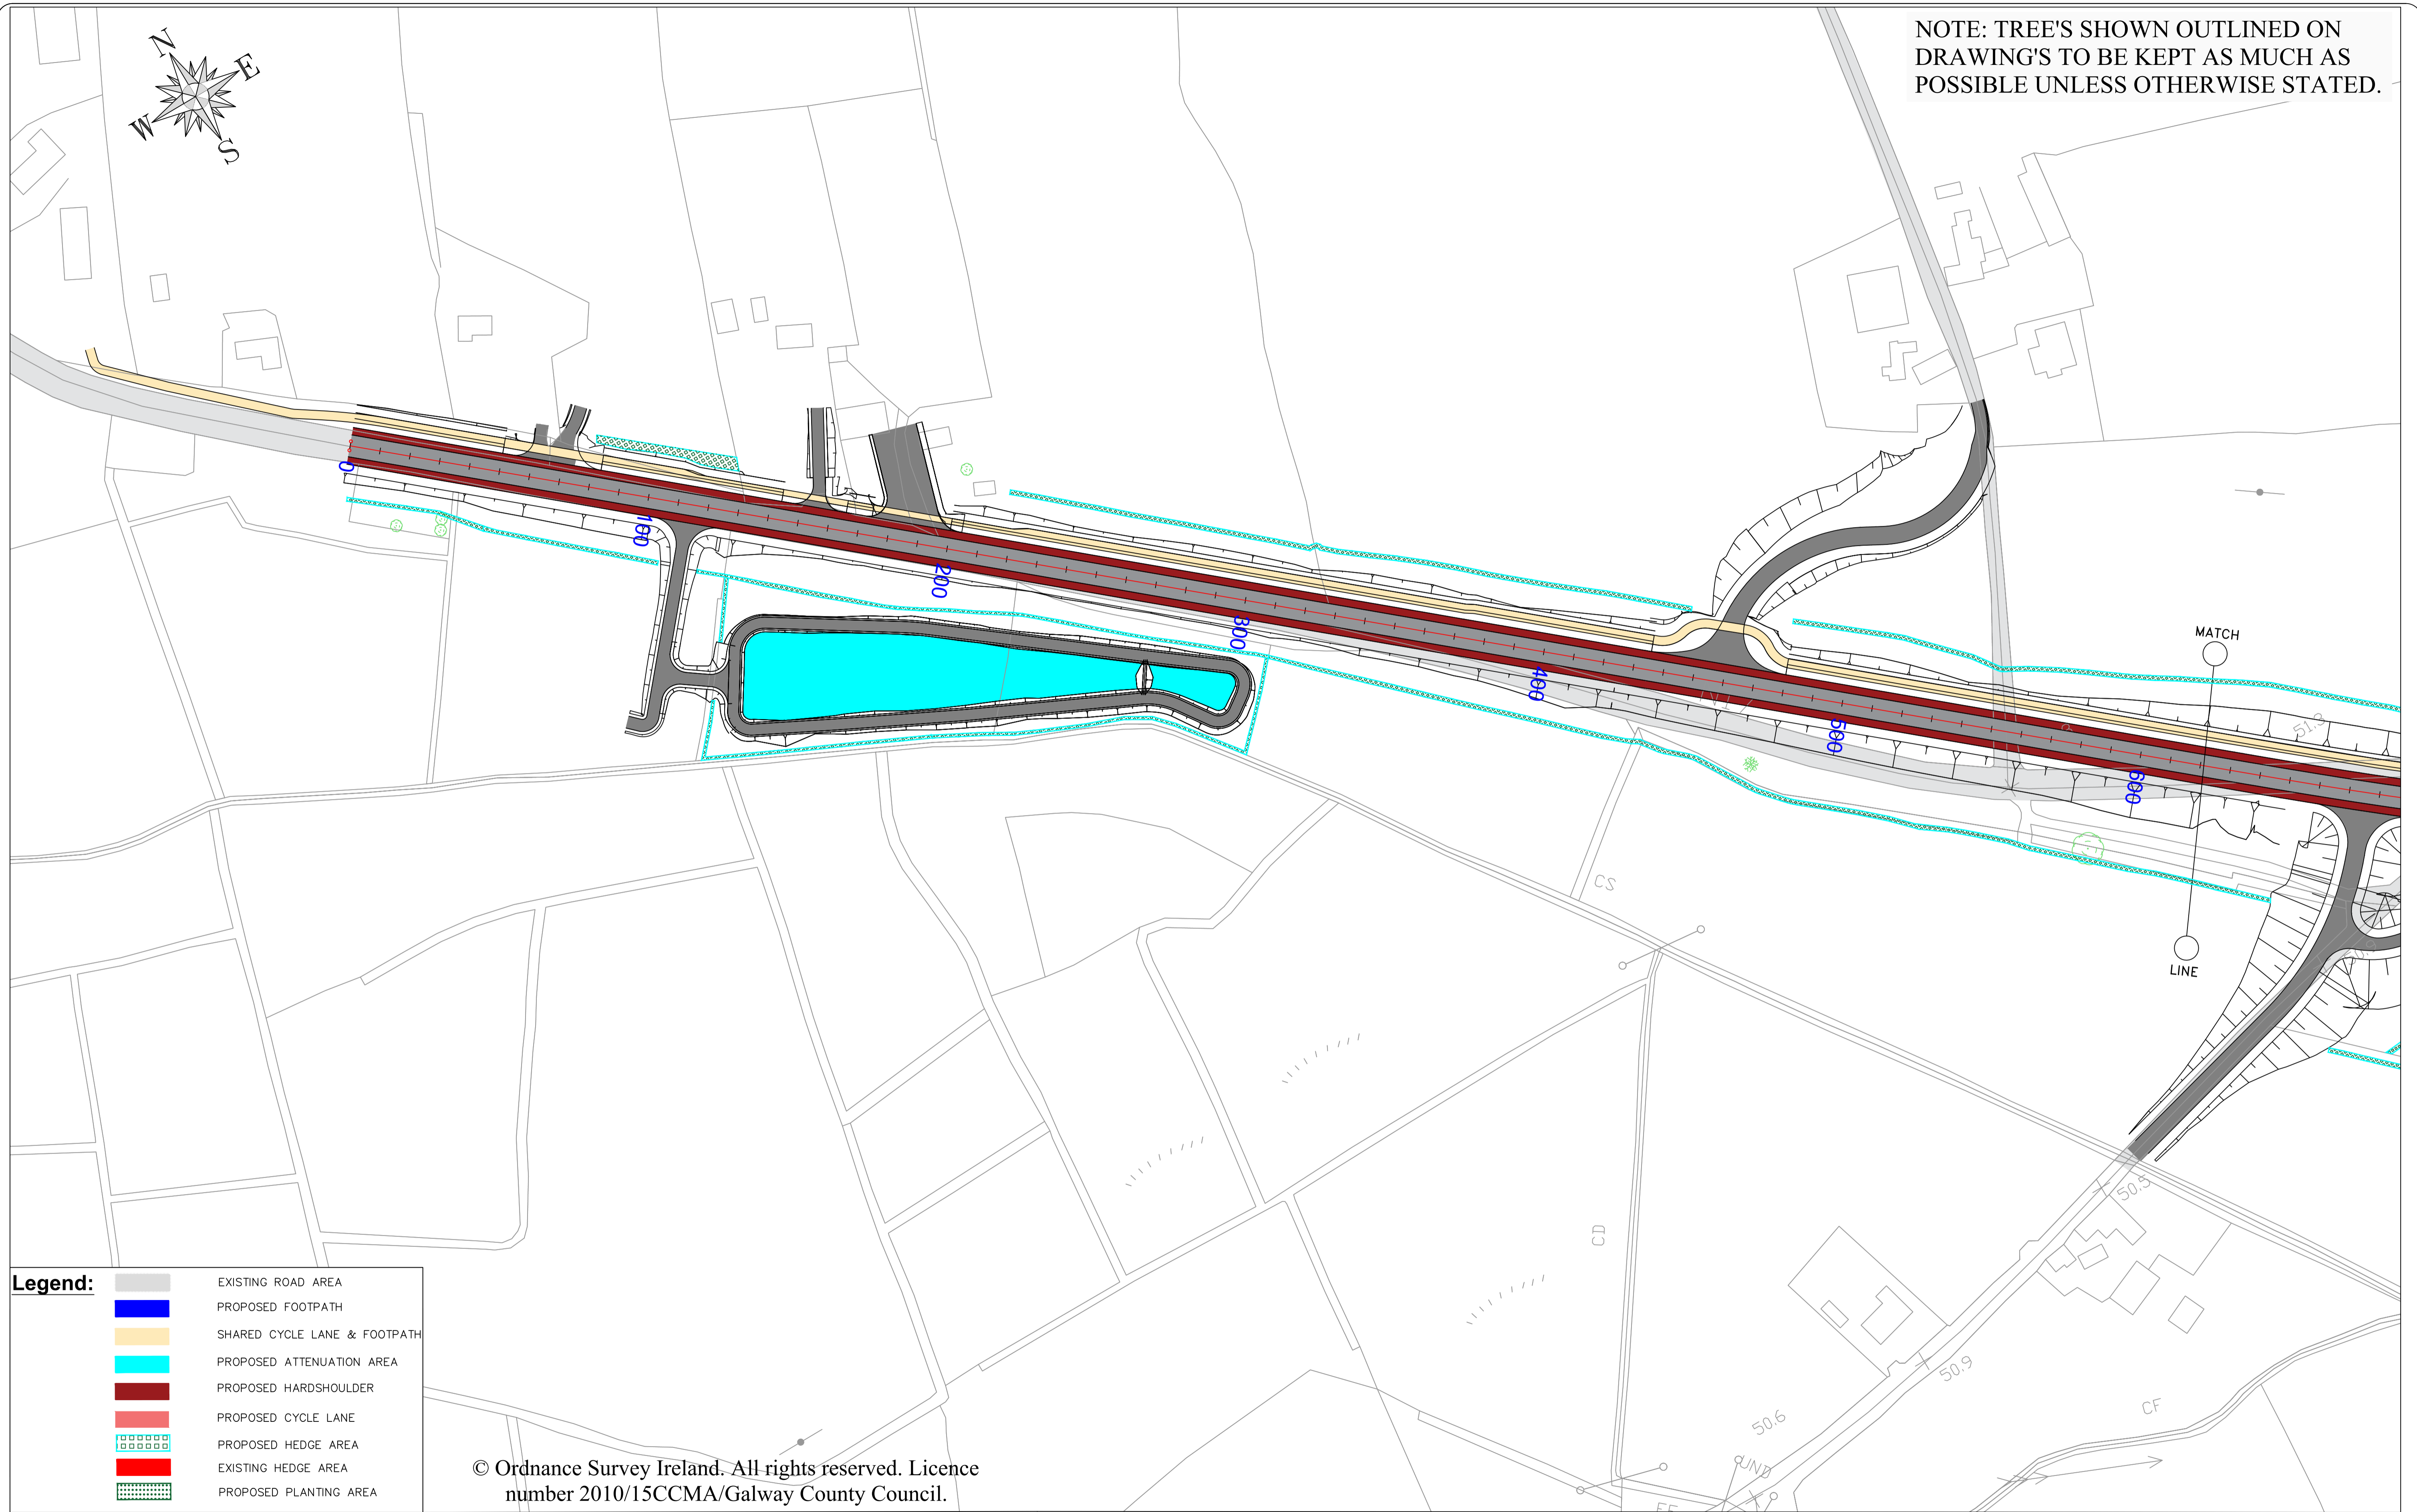 NOTE: TREE'S SHOWN OUTLINED ON
DRAWING'S TO BE KEPT AS MUCH AS
POSSIBLE UNLESS OTHERWISE STATED.
N
E
W
S
0
100
200
300
400
500
600
MATCH
LINE
51.3
CS
CD
50.5
50.9
50.6
CF
UND
Legend:
EXISTING ROAD AREA
PROPOSED FOOTPATH
SHARED CYCLE LANE & FOOTPATH
PROPOSED ATTENUATION AREA
PROPOSED HARDSHOULDER
PROPOSED CYCLE LANE
PROPOSED HEDGE AREA
EXISTING HEDGE AREA
PROPOSED PLANTING AREA
© Ordnance Survey Ireland. All rights reserved. Licence
number 2010/15CCMA/Galway County Council.